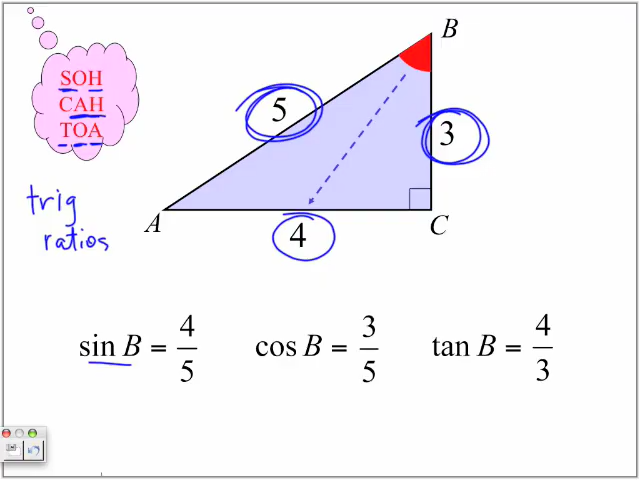 B
SOH
CAH
TOA
5
3
trig
ratios
A
4
C
sin B = 4/5 cos B = 3/5 tan B = 4/3